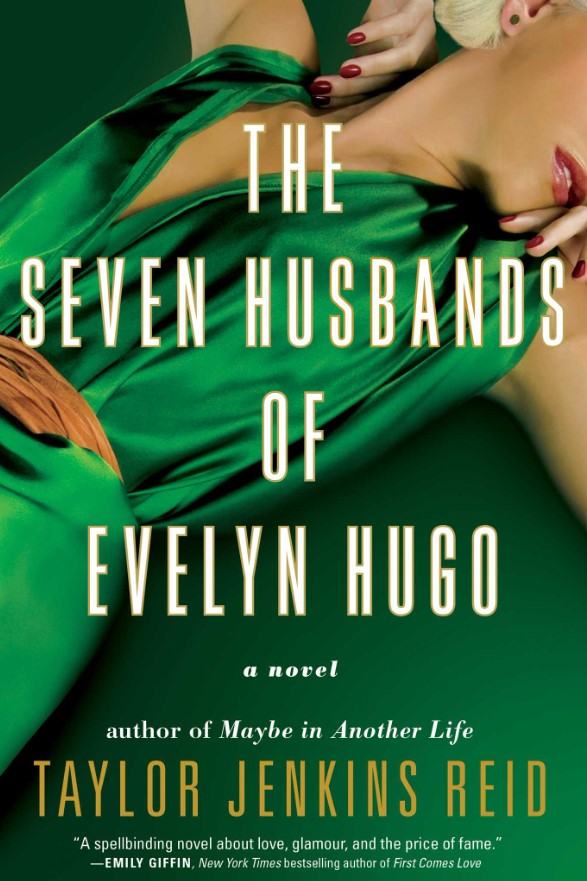 THE
SEVEN HUSBANDS
OF
EVELYN HUGO
a novel
author of Maybe in Another Life
TAYLOR JENKINS REID
“A spellbinding novel about love, glamour, and the price of fame.”
—EMILY GIFFIN, New York Times bestselling author of First Comes Love